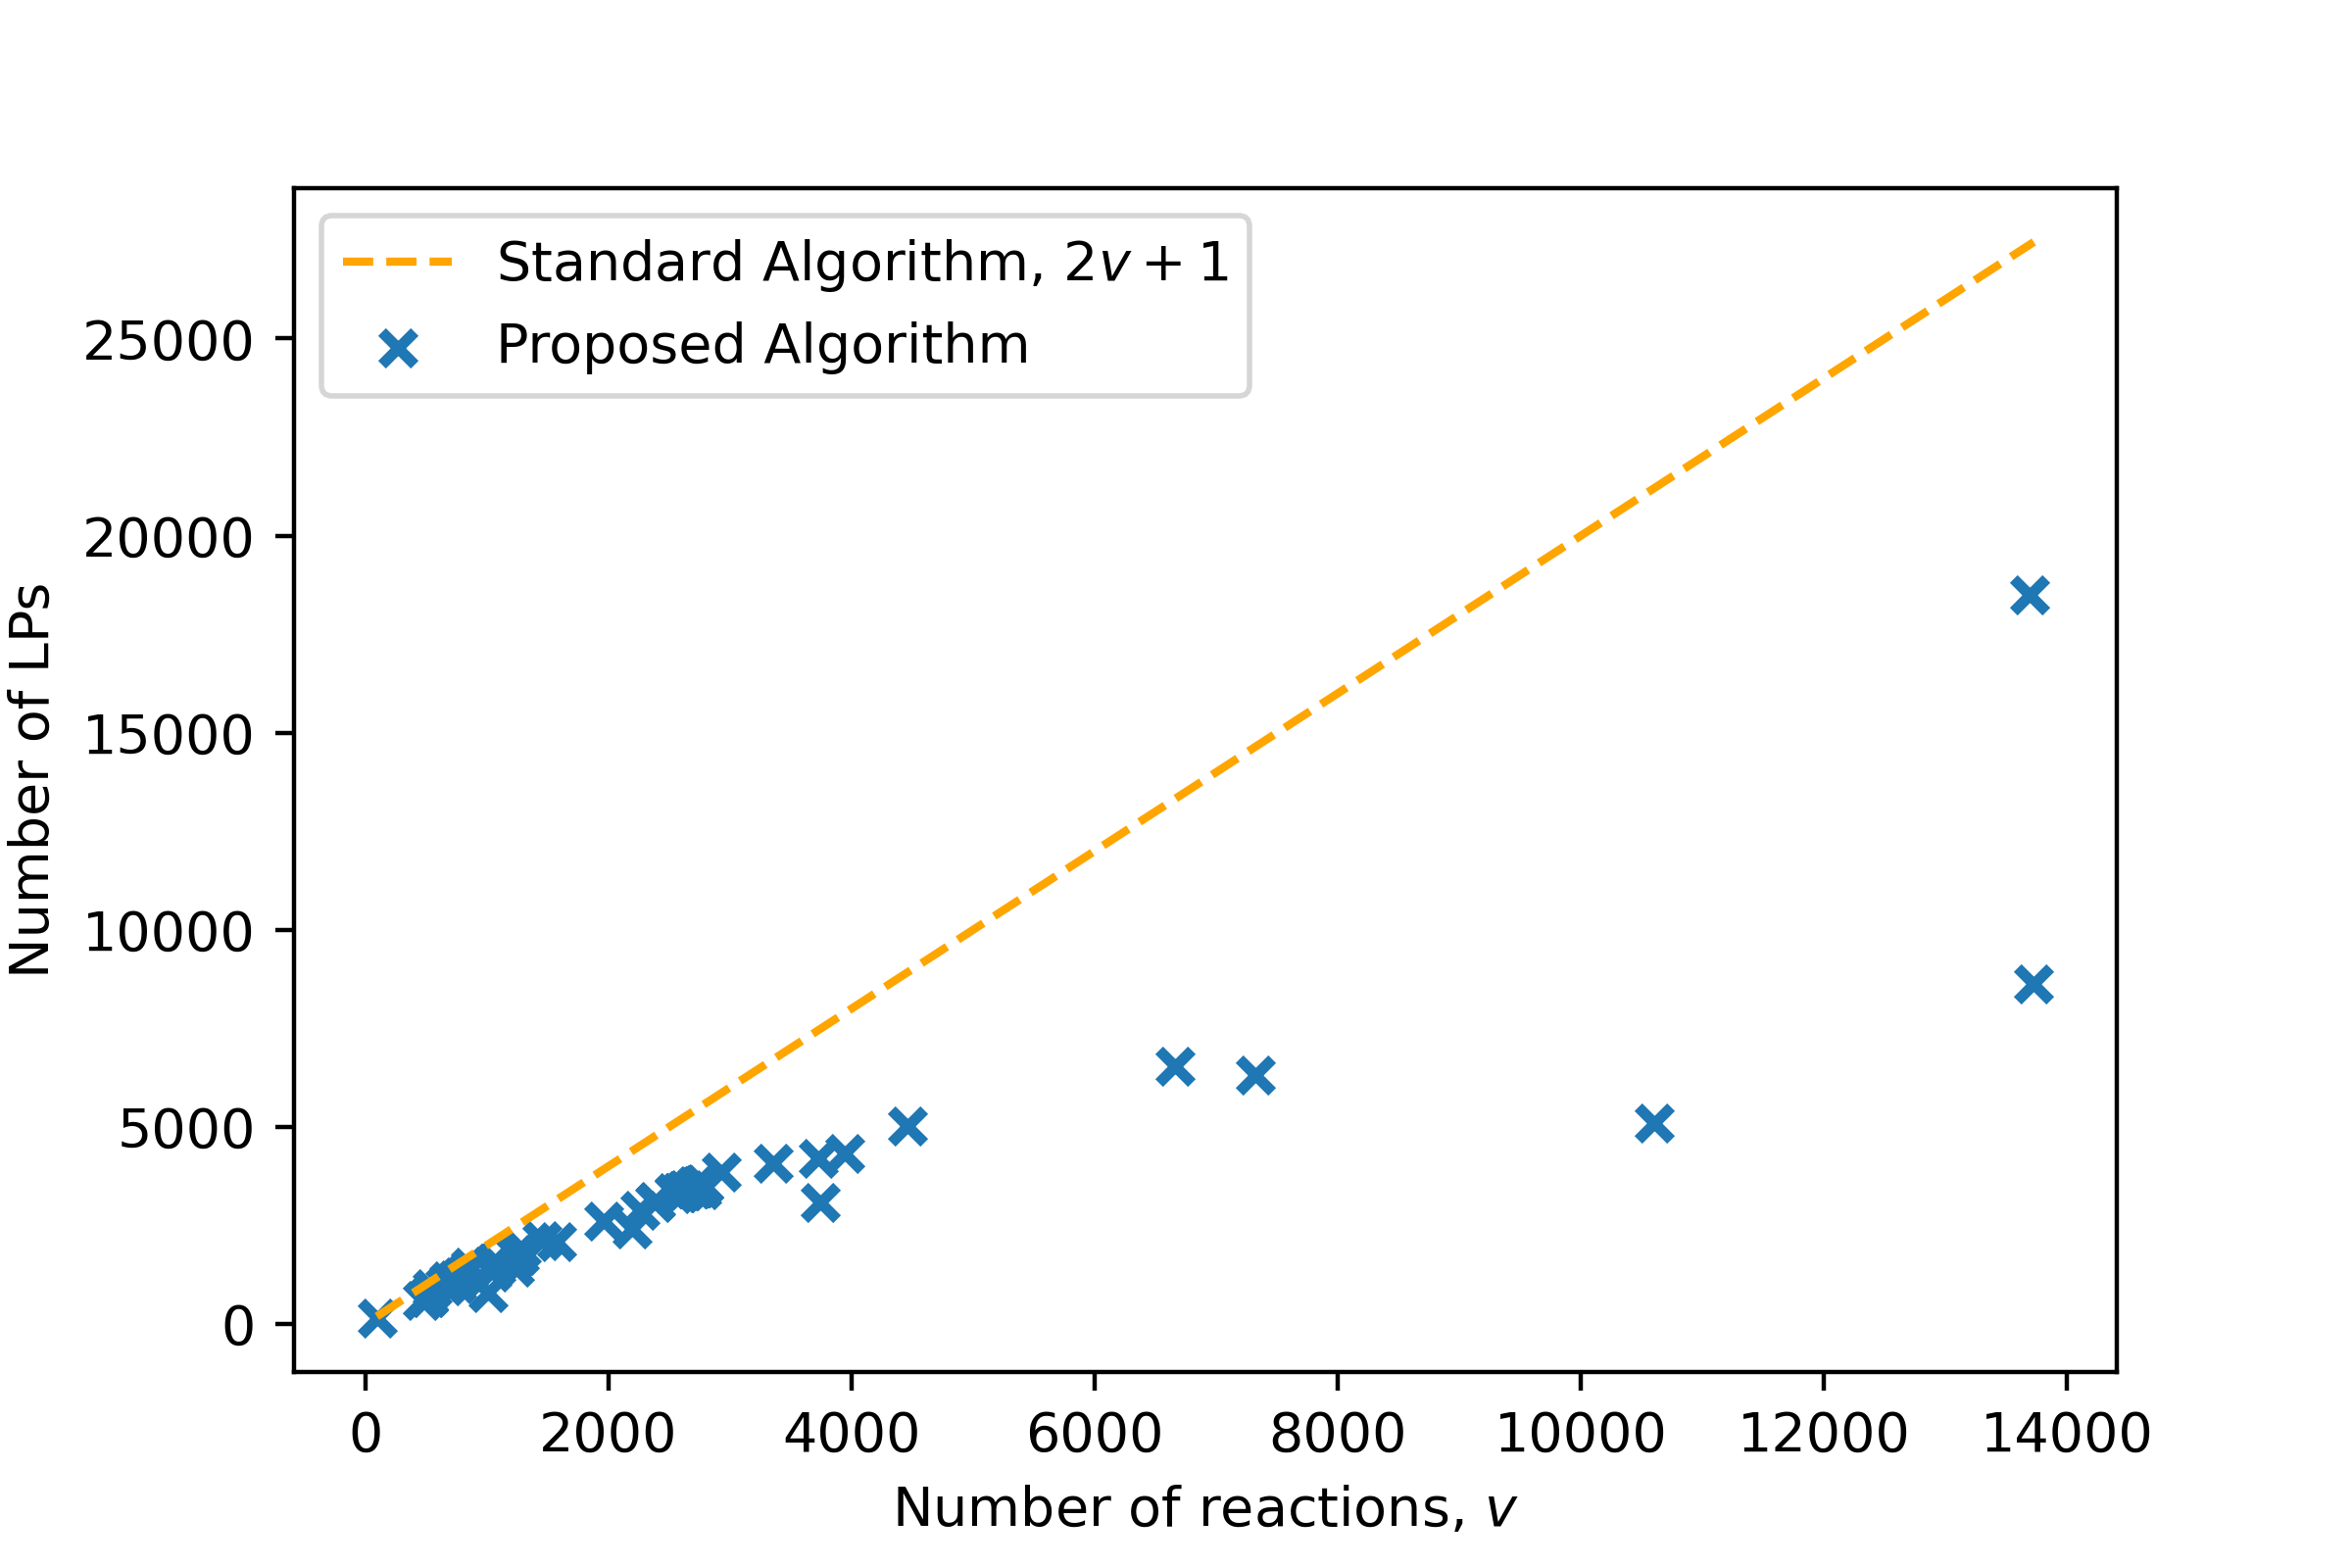 Standard Algorithm, 2v + 1
Proposed Algorithm
25000
20000
15000
10000
5000
0
Number of LPs
0 2000 4000 6000 8000 10000 12000 14000
Number of reactions, v